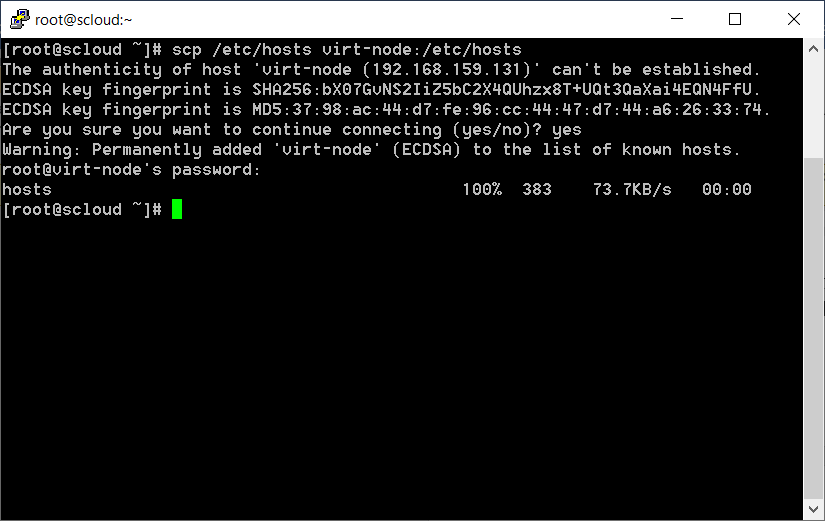 root@scloud:~
[root@scloud ~]# scp /etc/hosts virt-node:/etc/hosts
The authenticity of host 'virt-node (192.168.159.131)' can't be established.
ECDSA key fingerprint is SHA256:bX07GvNS2IiZ5bC2X4QUhzx8T+UQt3QaXai4EQN4FfU.
ECDSA key fingerprint is MD5:37:98:ac:44:d7:fe:96:cc:44:47:d7:44:a6:26:33:74.
Are you sure you want to continue connecting (yes/no)? yes
Warning: Permanently added 'virt-node' (ECDSA) to the list of known hosts.
root@virt-node's password:
hosts 100% 383 73.7KB/s 00:00
[root@scloud ~]#